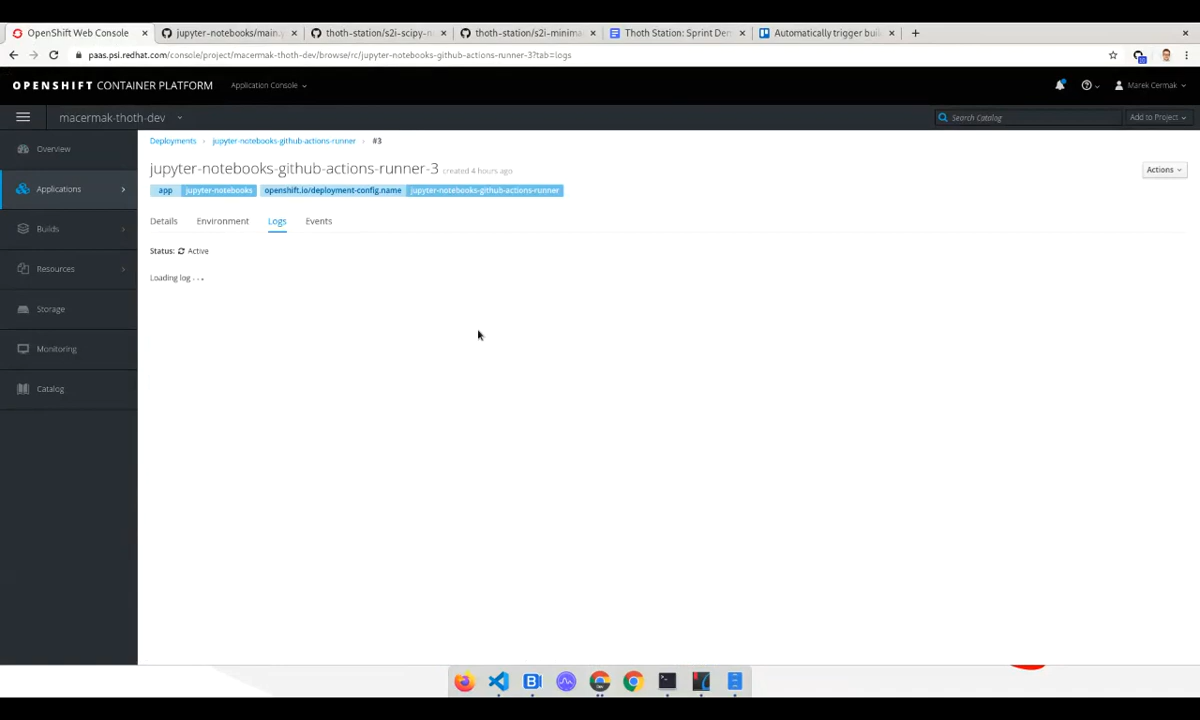 OpenShift Web Console
jupyter-notebooks/main.y
thoth-station/s2i-scipy-n
thoth-station/s2i-minima
Thoth Station: Sprint Dem
Automatically trigger buil
paas.psi.redhat.com/console/project/macermak-thoth-dev/browse/rc/jupyter-notebooks-github-actions-runner-3?tab=logs
OPENSHIFT CONTAINER PLATFORM
Application Console
Marek Cermak
macermak-thoth-dev
Search Catalog
Add to Project
Overview
Applications
Builds
Resources
Storage
Monitoring
Catalog
Deployments > jupyter-notebooks-github-actions-runner > #3
jupyter-notebooks-github-actions-runner-3 created 4 hours ago
Actions
app jupyter-notebooks openshift.io/deployment-config.name jupyter-notebooks-github-actions-runner
Details Environment Logs Events
Status: Active
Loading log . . .